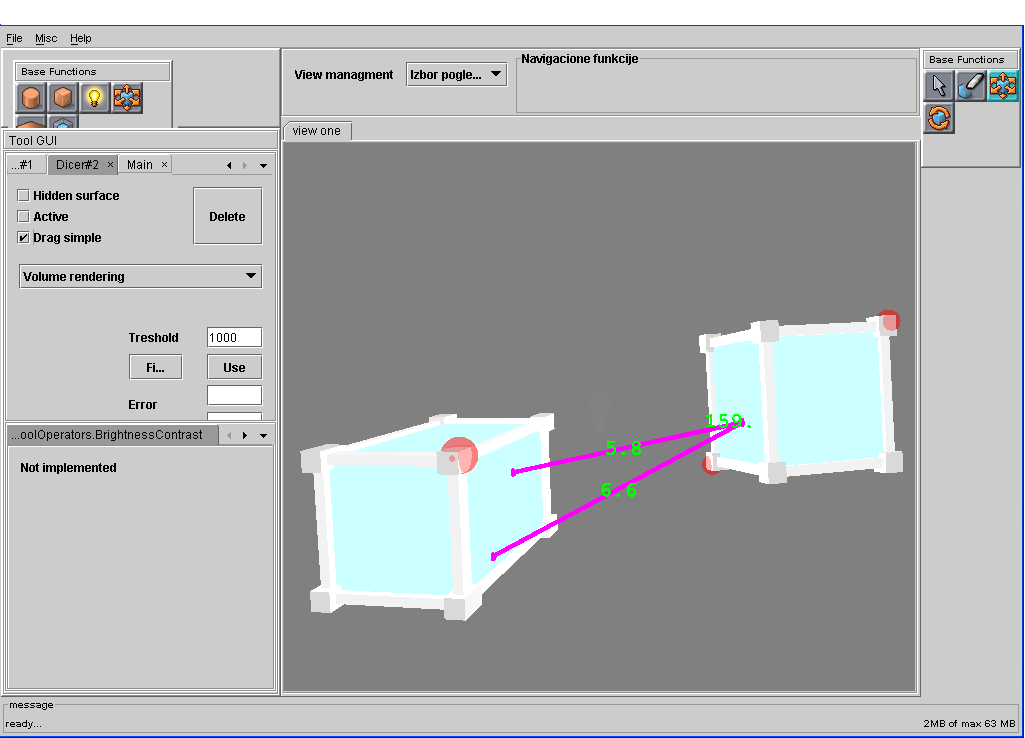 File Misc Help
Base Functions
View managment Izbor pogle...
Navigacione funkcije
Base Functions
view one
Tool GUI
...#1 Dicer#2 × Main ×
Hidden surface
Active
Drag simple
Delete
Volume rendering
Treshold 1000
Fi... Use
Error
...oolOperators.BrightnessContrast
Not implemented
159.
5.8
6.6
message
ready...
2MB of max 63 MB